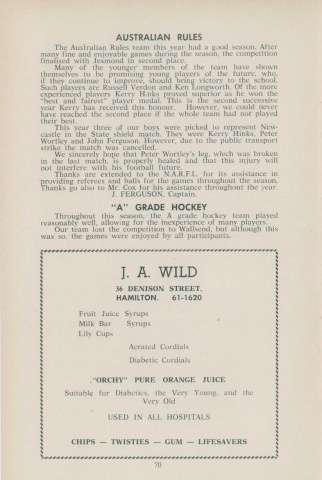 AUSTRALIAN RULES
The Australian Rules team this year had a good season. After
many fine and enjoyable games during the season, the competition
finalised with Jesmond in second place.
Many of the younger members of the team have shown
themselves to be promising young players of the future, who,
if they continue to improve, should bring victory to the school.
Such players are Russell Verdon and Ken Longworth. Of the more
experienced players Kerry Hinks proved superior as he won the
"best and fairest" player medal. This is the second successive
year Kerry has received this honour. However, we could never
have reached the second place if the whole team had not played
their best.
This year three of our boys were picked to represent New-
castle in the State shield match. They were Kerry Hinks, Peter
Wortley and John Ferguson. However, due to the public transport
strike the match was cancelled.
We sincerely hope that Peter Wortley's leg, which was broken
in the last match, is properly healed and that this injury will
not interfere with his football future.
Thanks are extended to the N.A.R.F.L. for its assistance in
providing referees and balls for the games throughout the season.
Thanks go also to Mr. Cox for his assistance throughout the year.
J. FERGUSON, Captain.
"A" GRADE HOCKEY
Throughout this season, the A grade hockey team played
reasonably well, allowing for the inexperience of many players.
Our team lost the competition to Wallsend, but although this
was so, the games were enjoyed by all participants.
J. A. WILD
36 DENISON STREET,
HAMILTON. 61-1620
Fruit Juice Syrups
Milk Bar Syrups
Lily Cups
Aerated Cordials
Diabetic Cordials
"ORCHY" PURE ORANGE JUICE
Suitable for Diabetics, the Very Young, and the
Very Old
USED IN ALL HOSPITALS
CHIPS — TWISTIES — GUM — LIFESAVERS
70